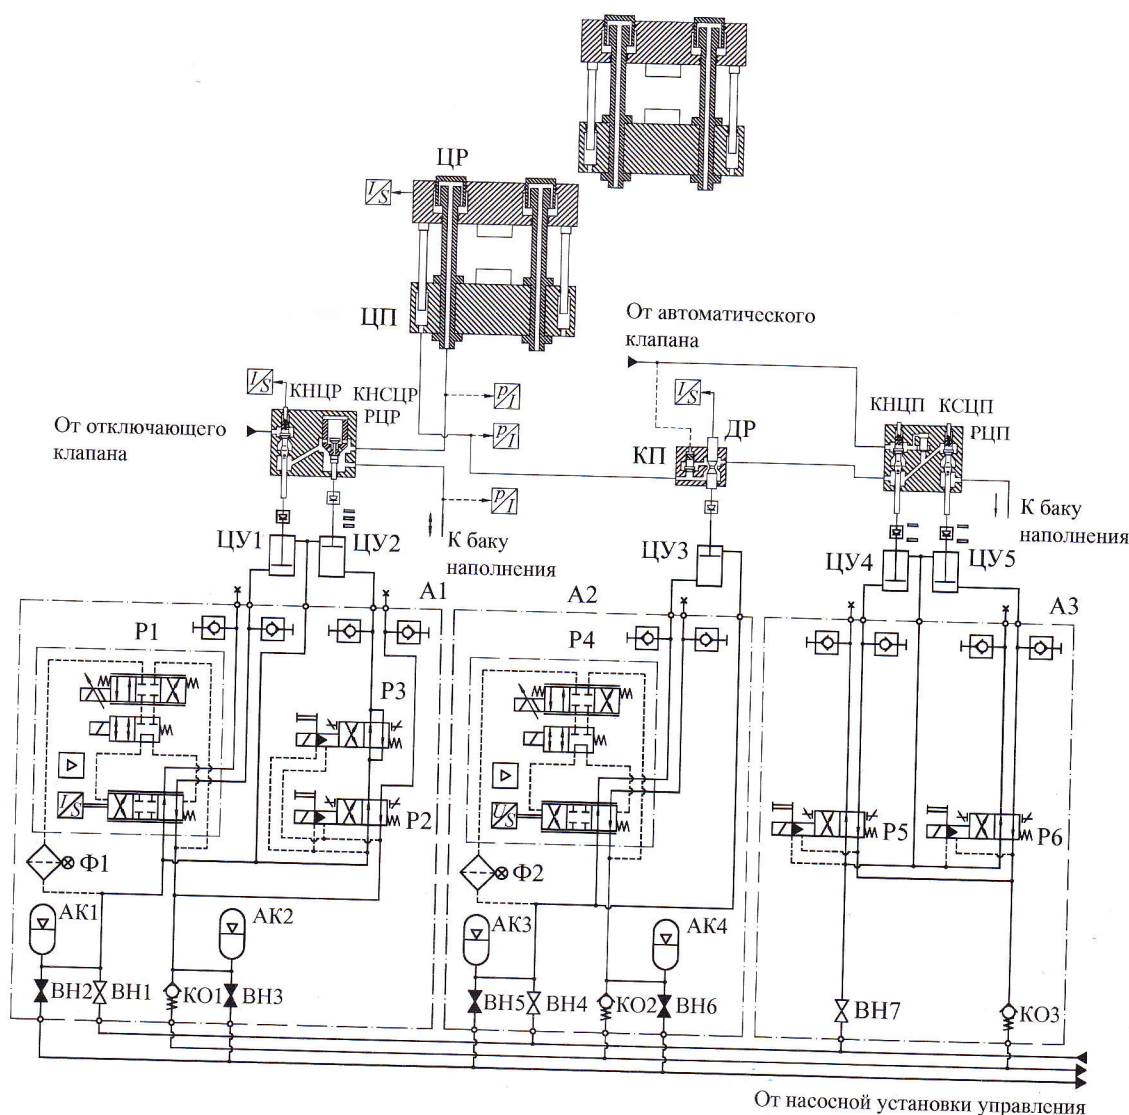 ЦР
I/S
ЦП
От автоматического
клапана
I/S
КНЦР
КНСЦР
РЦР
p/I
I/S
КНЦП
КСЦП
РЦП
От отключающего
клапана
p/I
КП
ДР
p/I
К баку
наполнения
К баку
наполнения
ЦУ1
ЦУ2
ЦУ3
ЦУ4
ЦУ5
А1
А2
А3
Р1
Р4
Р3
I/S
Р2
U/S
Р5
Р6
Ф1
Ф2
АК1
АК2
АК3
АК4
ВН2
ВН1
КО1
ВН3
ВН5
ВН4
КО2
ВН6
ВН7
КО3
От насосной установки управления